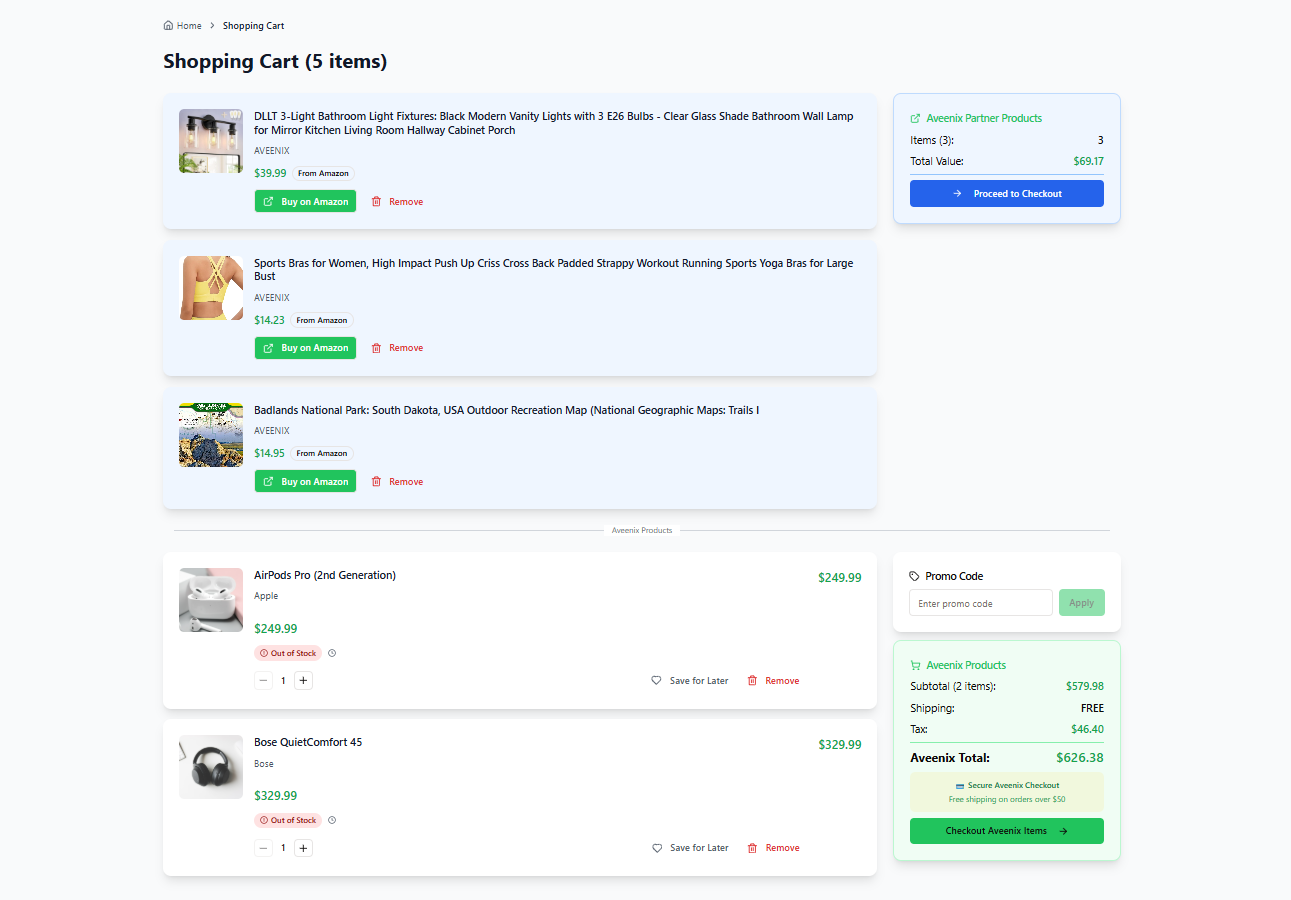 Home > Shopping Cart
Shopping Cart (5 items)
DLLT 3-Light Bathroom Light Fixtures: Black Modern Vanity Lights with 3 E26 Bulbs - Clear Glass Shade Bathroom Wall Lamp
for Mirror Kitchen Living Room Hallway Cabinet Porch
AVEENIX
$39.99 From Amazon
Buy on Amazon Remove
Sports Bras for Women, High Impact Push Up Criss Cross Back Padded Strappy Workout Running Sports Yoga Bras for Large
Bust
AVEENIX
$14.23 From Amazon
Buy on Amazon Remove
Badlands National Park: South Dakota, USA Outdoor Recreation Map (National Geographic Maps: Trails I
AVEENIX
$14.95 From Amazon
Buy on Amazon Remove
Aveenix Partner Products
Items (3): 3
Total Value: $69.17
Proceed to Checkout
Aveenix Products
AirPods Pro (2nd Generation) $249.99
Apple
$249.99
Out of Stock
1 Save for Later Remove
Bose QuietComfort 45 $329.99
Bose
$329.99
Out of Stock
1 Save for Later Remove
Promo Code
Enter promo code Apply
Aveenix Products
Subtotal (2 items): $579.98
Shipping: FREE
Tax: $46.40
Aveenix Total: $626.38
Secure Aveenix Checkout
Free shipping on orders over $50
Checkout Aveenix Items